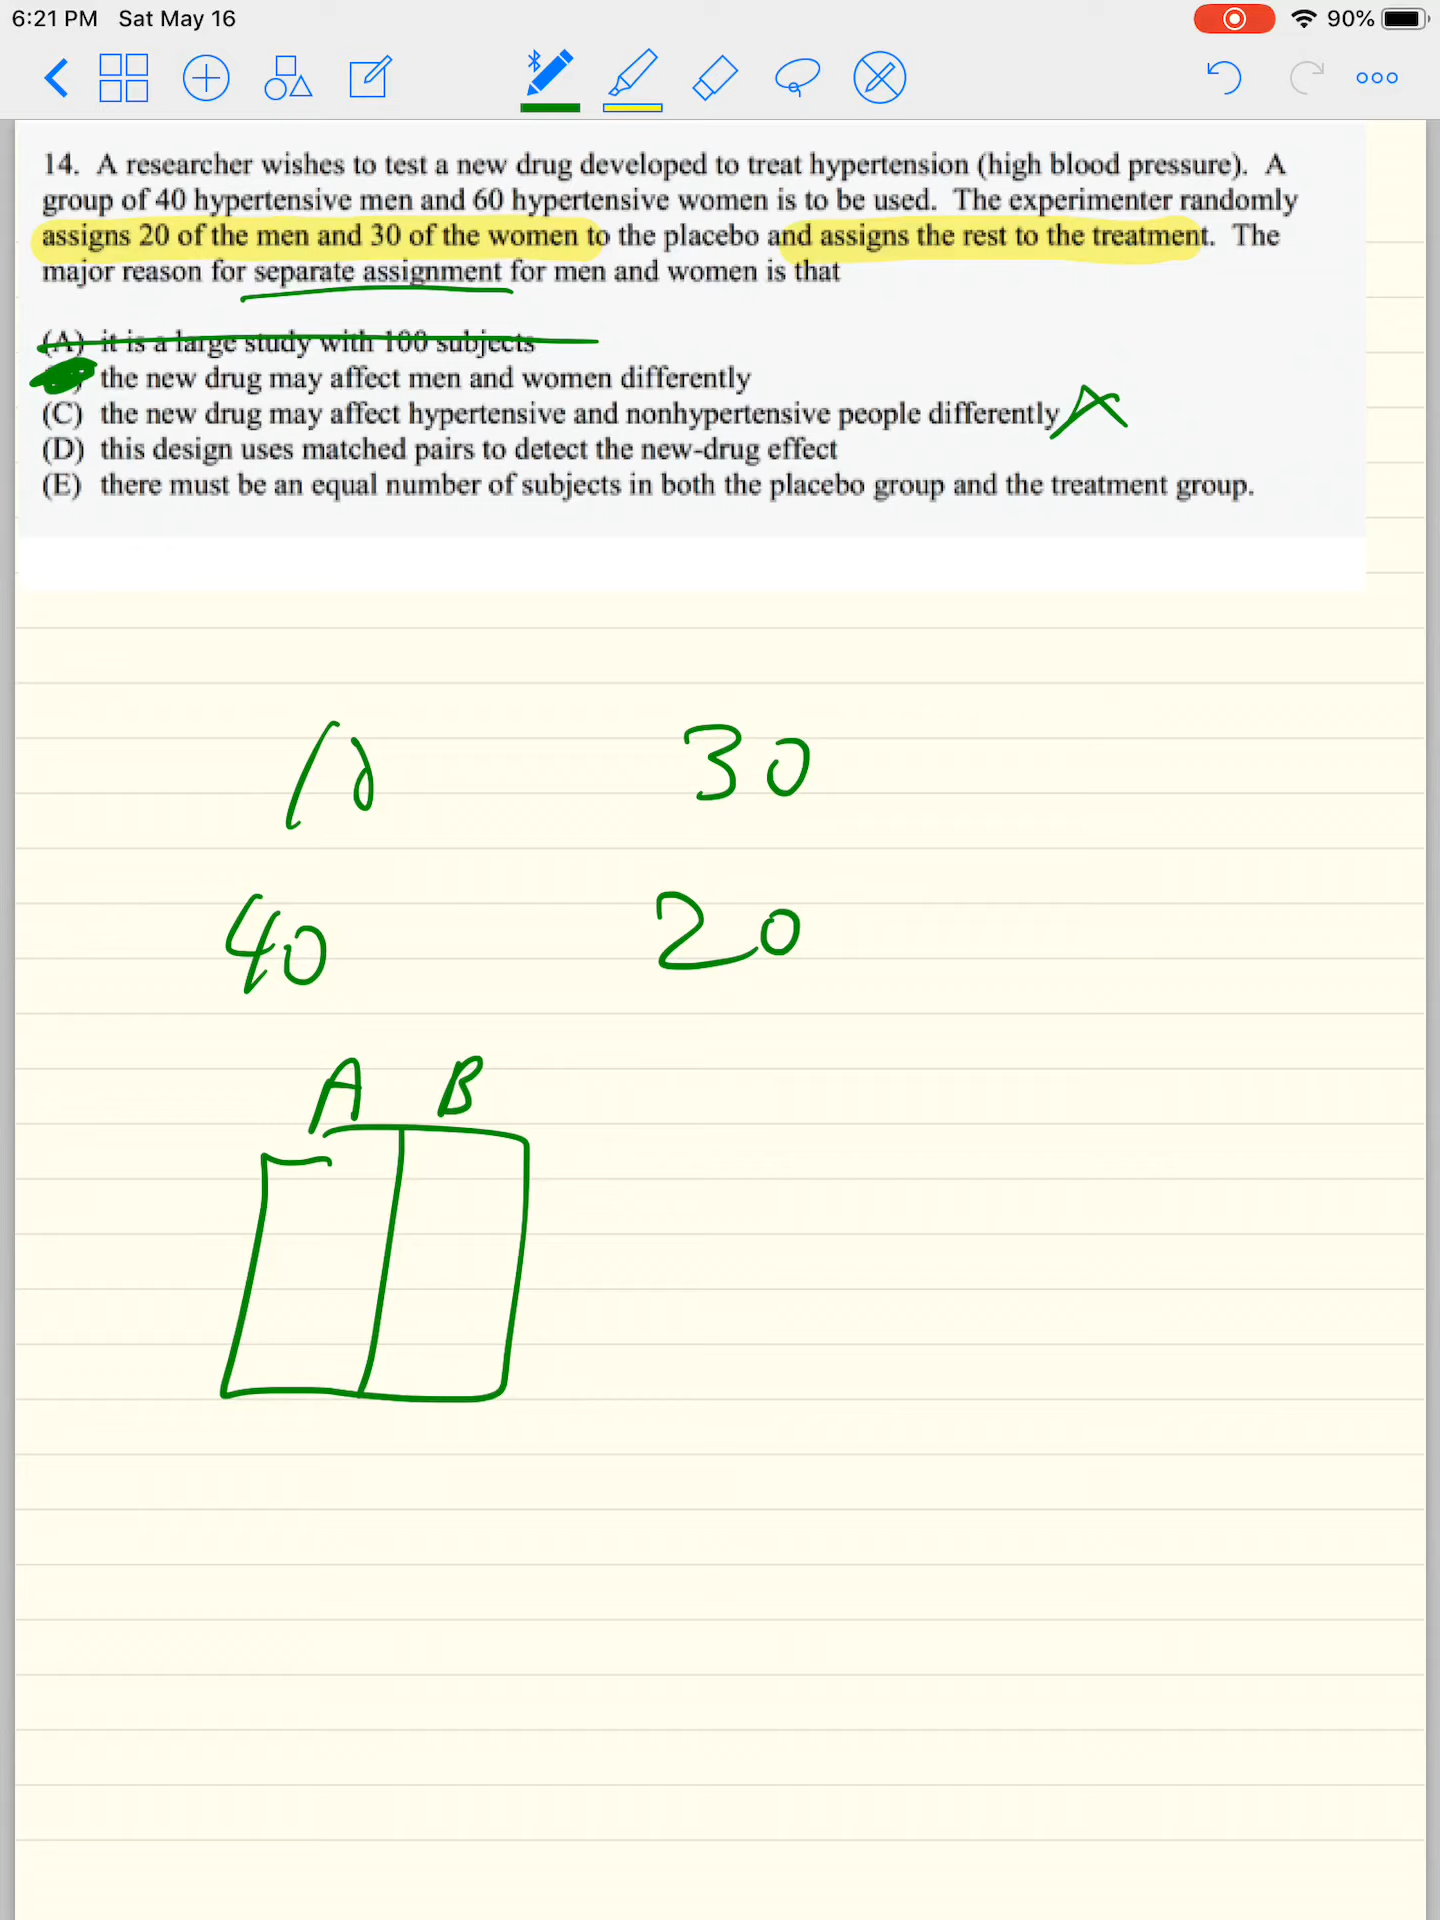 6:21 PM Sat May 16
90%
14. A researcher wishes to test a new drug developed to treat hypertension (high blood pressure). A
group of 40 hypertensive men and 60 hypertensive women is to be used. The experimenter randomly
assigns 20 of the men and 30 of the women to the placebo and assigns the rest to the treatment. The
major reason for separate assignment for men and women is that
(A) it is a large study with 100 subjects
the new drug may affect men and women differently
(C) the new drug may affect hypertensive and nonhypertensive people differently
(D) this design uses matched pairs to detect the new-drug effect
(E) there must be an equal number of subjects in both the placebo group and the treatment group.
10 30
40 20
A B